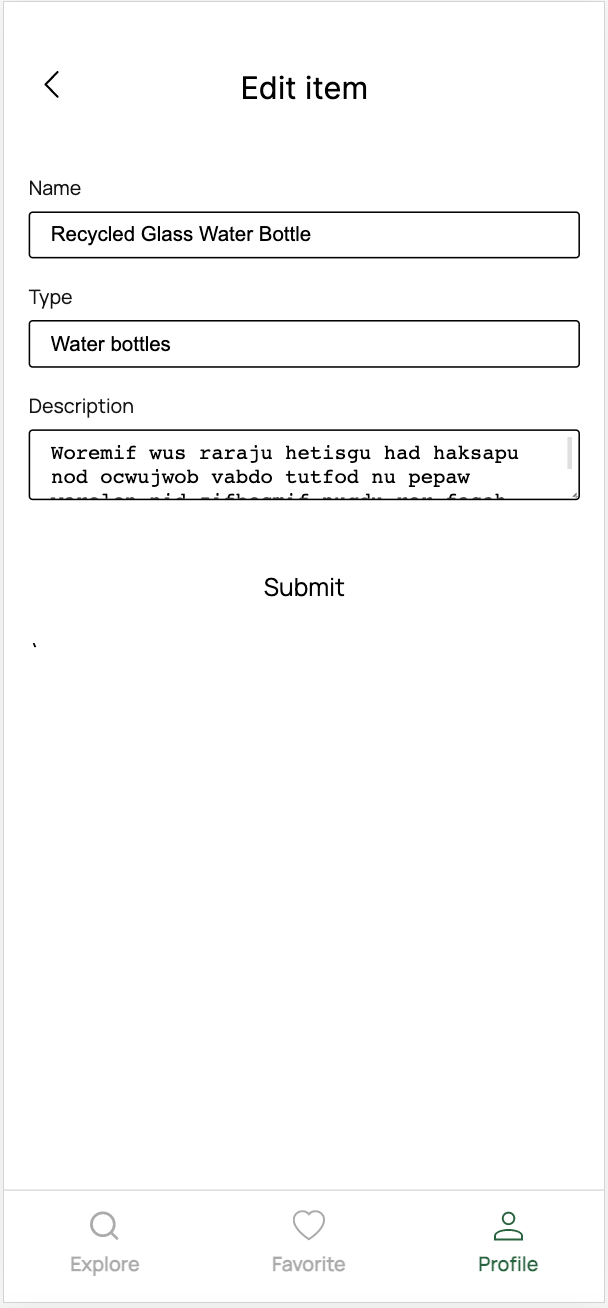 Edit item
Name
Recycled Glass Water Bottle
Type
Water bottles
Description
Woremif wus raraju hetisgu had haksapu
nod ocwujwob vabdo tutfod nu pepaw
Submit
Explore
Favorite
Profile